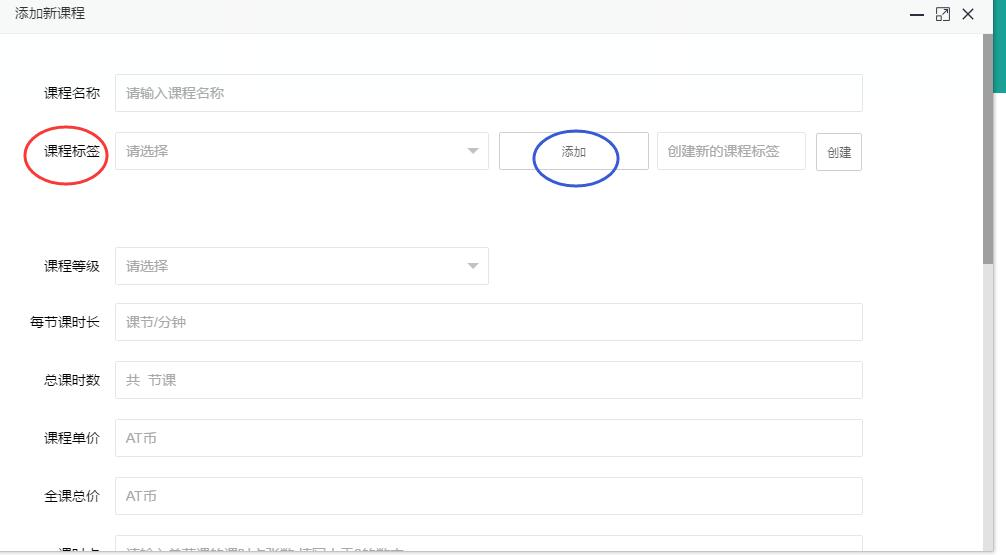 添加新课程
课程名称 请输入课程名称
课程标签 请选择 添加 创建新的课程标签 创建
课程等级 请选择
每节课时长 课节/分钟
总课时数 共 节课
课程单价 AT币
全课总价 AT币